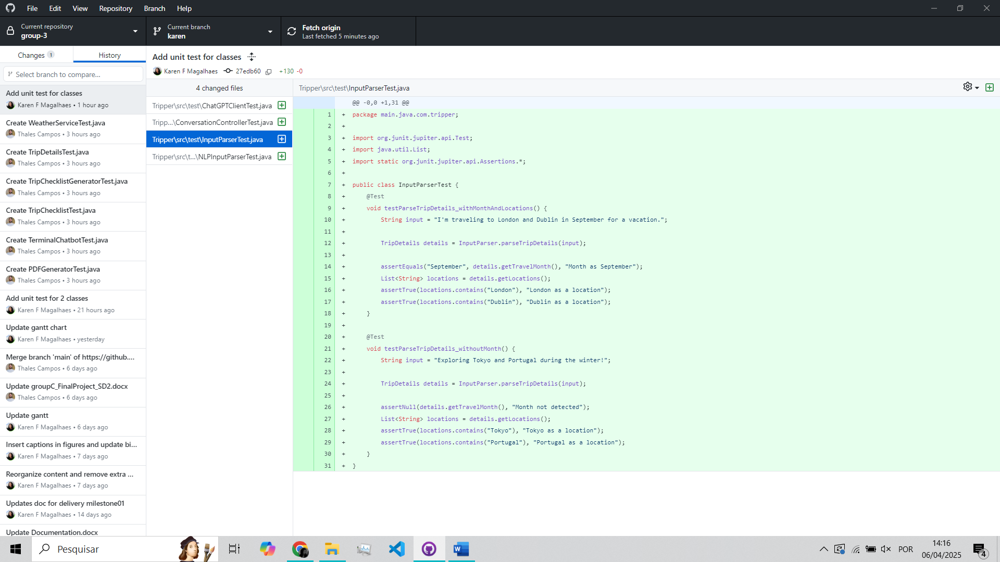 File Edit View Repository Branch Help
Current repository
group-3
Current branch
karen
Fetch origin
Last fetched 5 minutes ago
Changes 1
History
Select branch to compare...
Add unit test for classes
Karen F Magalhaes • 1 hour ago
Create WeatherServiceTest.java
Thales Campos • 3 hours ago
Create TripDetailsTest.java
Thales Campos • 3 hours ago
Create TripChecklistGeneratorTest.java
Thales Campos • 3 hours ago
Create TripChecklistTest.java
Thales Campos • 3 hours ago
Create TerminalChatbotTest.java
Thales Campos • 3 hours ago
Create PDFGeneratorTest.java
Thales Campos • 3 hours ago
Add unit test for 2 classes
Karen F Magalhaes • 21 hours ago
Update gantt chart
Karen F Magalhaes • yesterday
Merge branch 'main' of https://github....
Thales Campos • 6 days ago
Update groupC_FinalProject_SD2.docx
Thales Campos • 6 days ago
Update gantt
Karen F Magalhaes • 6 days ago
Insert captions in figures and update bi...
Karen F Magalhaes • 7 days ago
Reorganize content and remove extra ...
Karen F Magalhaes • 7 days ago
Updates doc for delivery milestone01
Karen F Magalhaes • 14 days ago
Update Documentation.docx
Add unit test for classes
Karen F Magalhaes 27edb60 +130 -0
4 changed files
Tripper\src\test\ChatGPTClientTest.java
Tripp...\ConversationControllerTest.java
Tripper\src\test\InputParserTest.java
Tripper\src\t...\NLPInputParserTest.java
Tripper\src\test\InputParserTest.java
@@ -0,0 +1,31 @@
1 + package main.java.com.tripper;
2 +
3 + import org.junit.jupiter.api.Test;
4 + import java.util.List;
5 + import static org.junit.jupiter.api.Assertions.*;
6 +
7 + public class InputParserTest {
8 + @Test
9 + void testParseTripDetails_withMonthAndLocations() {
10 + String input = "I'm traveling to London and Dublin in September for a vacation.";
11 +
12 + TripDetails details = InputParser.parseTripDetails(input);
13 +
14 + assertEquals("September", details.getTravelMonth(), "Month as September");
15 + List<String> locations = details.getLocations();
16 + assertTrue(locations.contains("London"), "London as a location");
17 + assertTrue(locations.contains("Dublin"), "Dublin as a location");
18 + }
19 +
20 + @Test
21 + void testParseTripDetails_withoutMonth() {
22 + String input = "Exploring Tokyo and Portugal during the winter!";
23 +
24 + TripDetails details = InputParser.parseTripDetails(input);
25 +
26 + assertNull(details.getTravelMonth(), "Month not detected");
27 + List<String> locations = details.getLocations();
28 + assertTrue(locations.contains("Tokyo"), "Tokyo as a location");
29 + assertTrue(locations.contains("Portugal"), "Portugal as a location");
30 + }
31 + }
Pesquisar
POR
14:16
06/04/2025
4